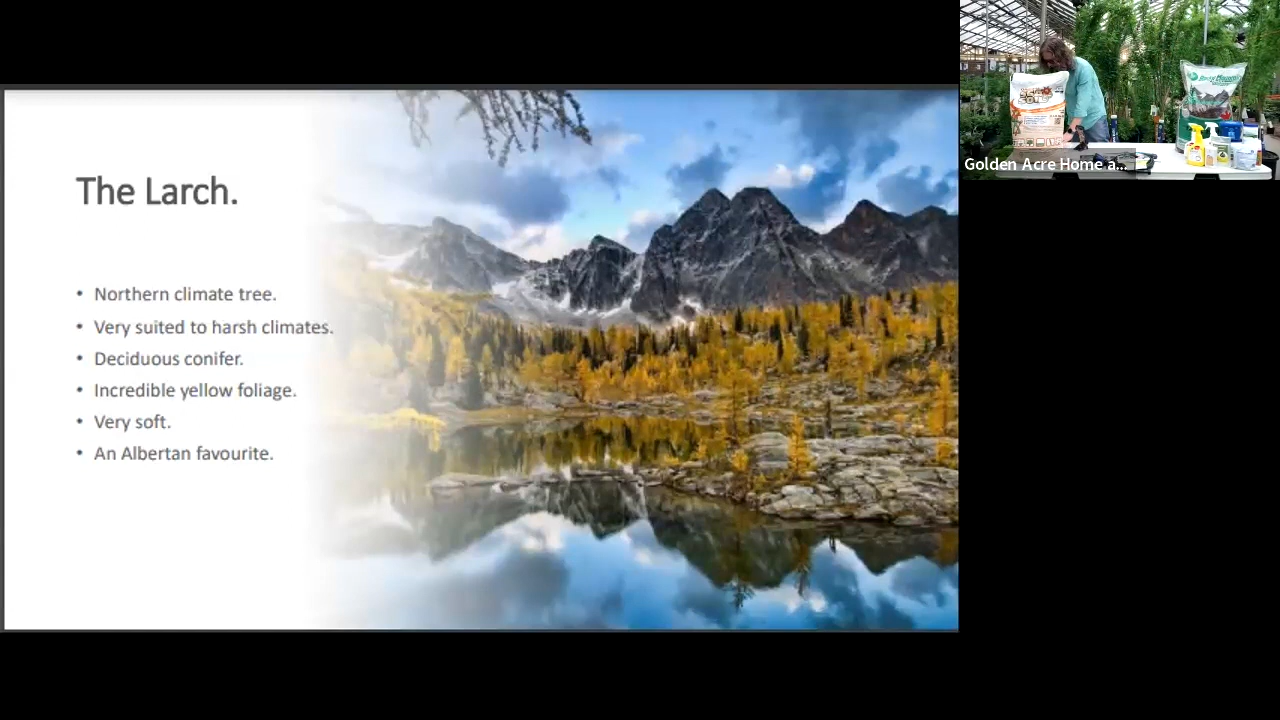 The Larch.
• Northern climate tree.
• Very suited to harsh climates.
• Deciduous conifer.
• Incredible yellow foliage.
• Very soft.
• An Albertan favourite.
Golden Acre Home a...